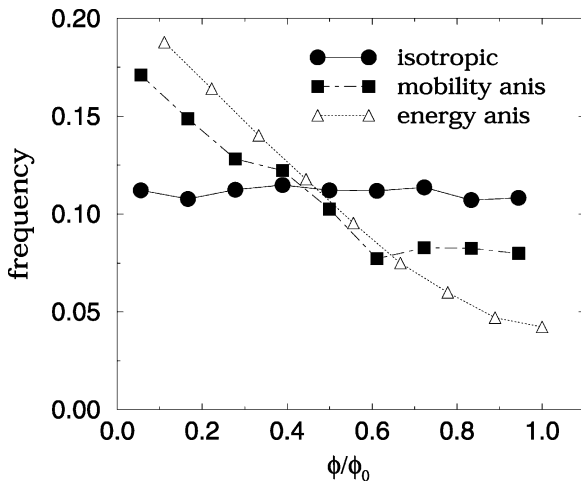 0.20
isotropic
mobility anis
energy anis
0.15
0.10
0.05
0.00
frequency
0.0 0.2 0.4 0.6 0.8 1.0
ϕ/ϕ₀